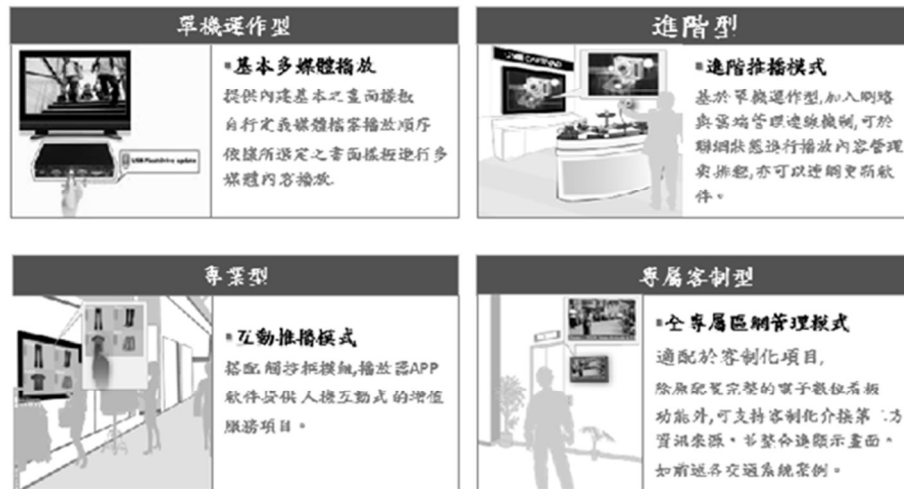 單機運作型
▪基本多媒體播放
提供內建基本之畫面樣板
自行定義媒體檔案播放順序
依據所選定之畫面樣板進行多
媒體內容播放.
USB FlashDrive update
進階型
▪進階推播模式
基於單機運作型,加入網路
與雲端管理連線機制,可於
聯網狀態進行播放內容管理
與排程,亦可以連網更新軟
件。
專業型
▪互動推播模式
搭配觸控板模組,播放器APP
軟件提供人機互動式的增值
服務項目。
專屬客制型
▪全專屬區網管理模式
適配於客制化項目,
除原配置完整的電子數位看板
功能外,可支持客制化介接第三方
資訊來源,並整合進顯示畫面。
如前述各交通系統案例。